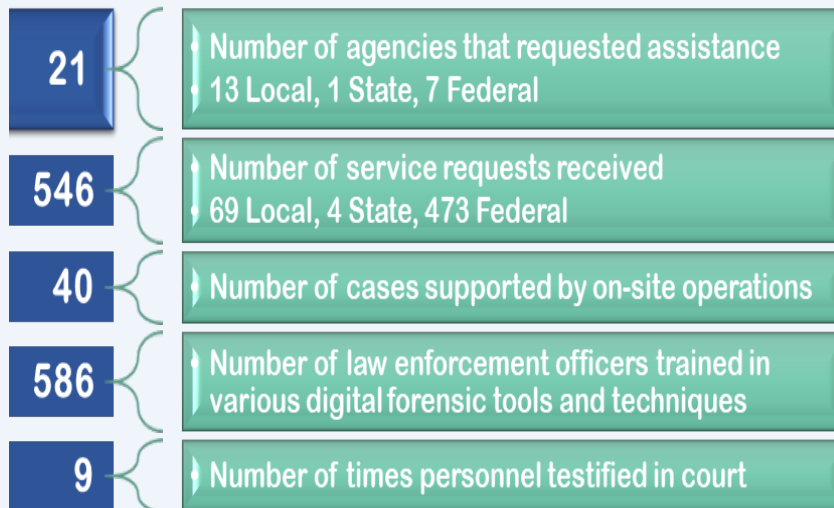 21
Number of agencies that requested assistance
13 Local, 1 State, 7 Federal
546
Number of service requests received
69 Local, 4 State, 473 Federal
40
Number of cases supported by on-site operations
586
Number of law enforcement officers trained in
various digital forensic tools and techniques
9
Number of times personnel testified in court